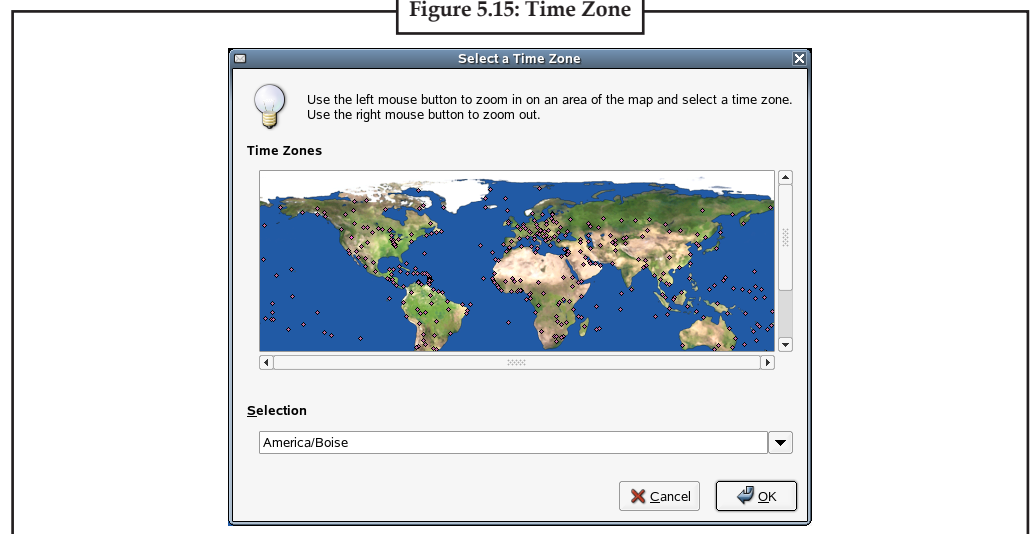 Figure 5.15: Time Zone
Select a Time Zone
Use the left mouse button to zoom in on an area of the map and select a time zone.
Use the right mouse button to zoom out.
Time Zones
Selection
America/Boise
Cancel
OK